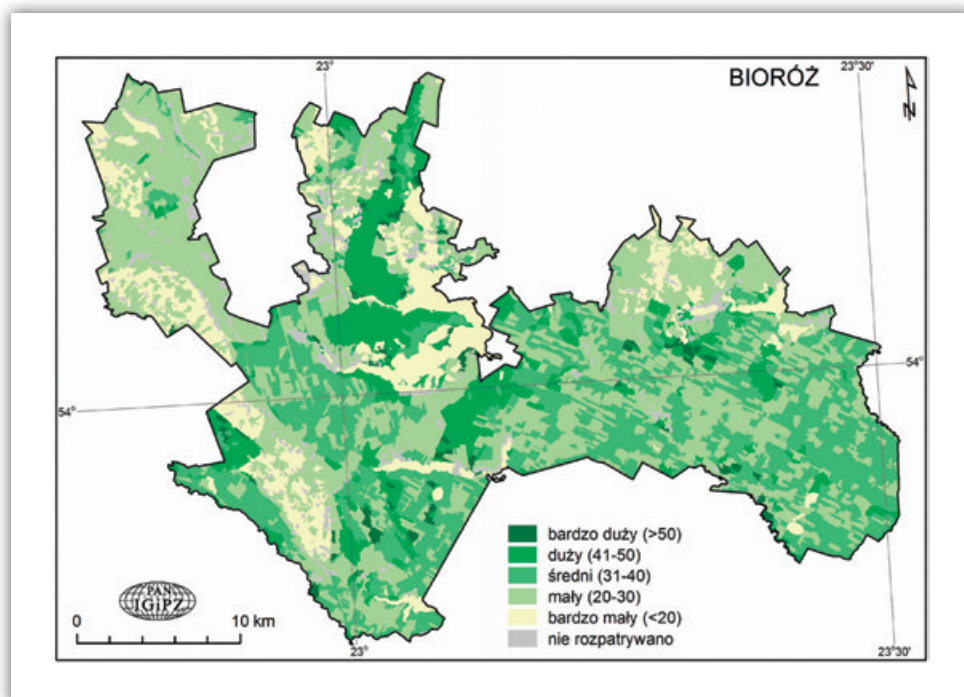 23°
23°30'
BIORÓŻ
N
54°
54°
bardzo duży (>50)
duży (41-50)
średni (31-40)
mały (20-30)
bardzo mały (<20)
nie rozpatrywano
PAN
IGiPZ
0 10 km
23°
23°30'